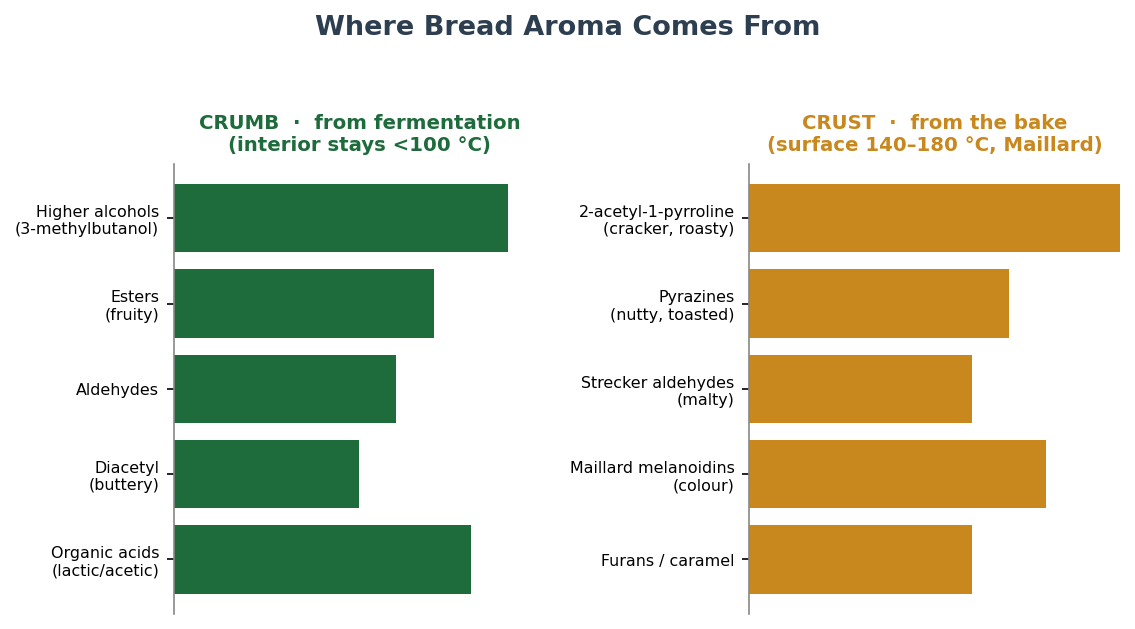 Where Bread Aroma Comes From
CRUMB · from fermentation
(interior stays <100 °C)
Higher alcohols
(3-methylbutanol)
Esters
(fruity)
Aldehydes
Diacetyl
(buttery)
Organic acids
(lactic/acetic)
CRUST · from the bake
(surface 140–180 °C, Maillard)
2-acetyl-1-pyrroline
(cracker, roasty)
Pyrazines
(nutty, toasted)
Strecker aldehydes
(malty)
Maillard melanoidins
(colour)
Furans / caramel